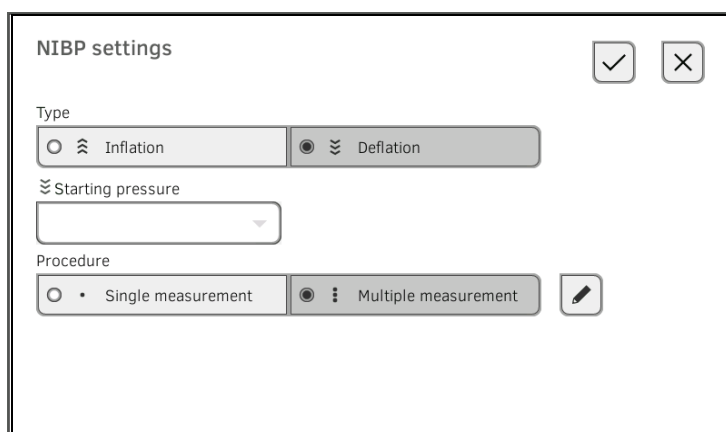 NIBP settings
Type
Inflation
Deflation
Starting pressure
Procedure
Single measurement
Multiple measurement